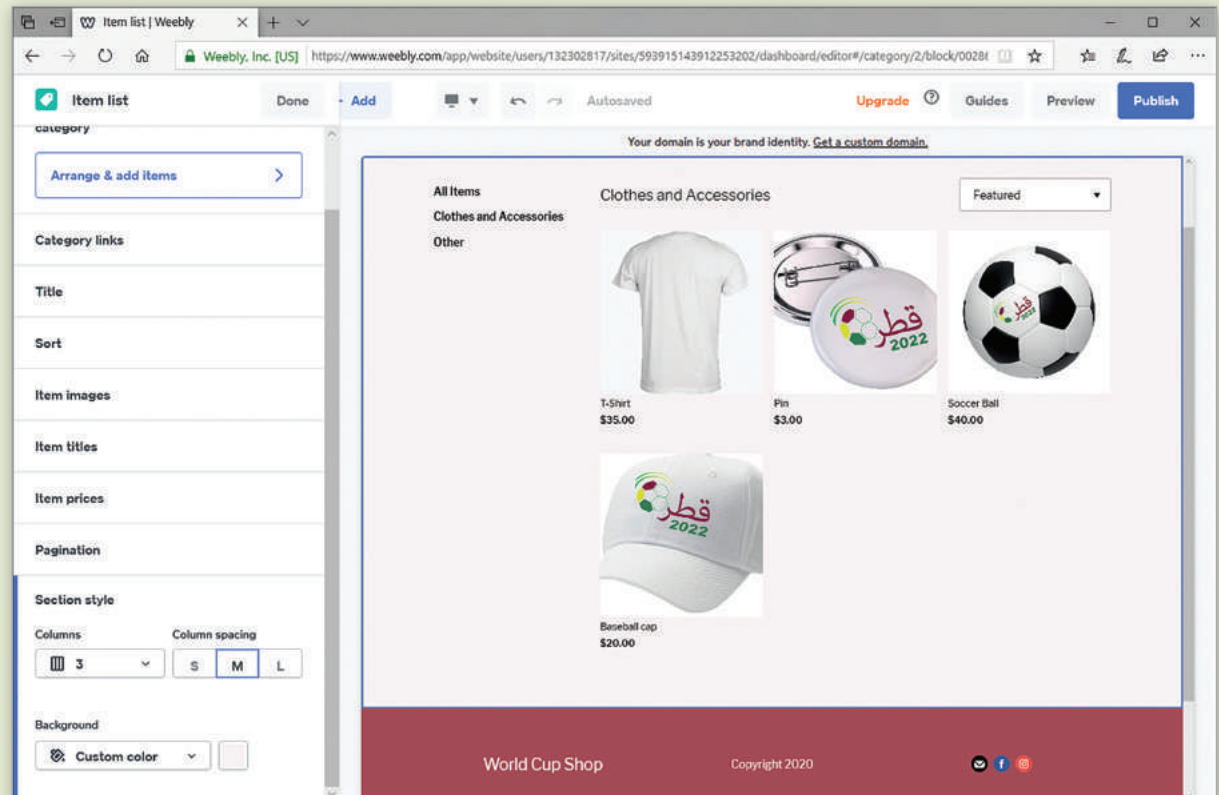 Item list | Weebly
Weebly, Inc. [US] https://www.weebly.com/app/website/users/132302817/sites/593915143912253202/dashboard/editor#/category/2/block/0028
Item list Done Add Autosaved Upgrade Guides Preview Publish
Your domain is your brand identity. Get a custom domain.
category
Arrange & add items
Category links
Title
Sort
Item images
Item titles
Item prices
Pagination
Section style
Columns Column spacing
3 S M L
Background
Custom color
All Items
Clothes and Accessories
Other
Clothes and Accessories
Featured
قطر
2022
قطر
2022
T-Shirt
$35.00
Pin
$3.00
Soccer Ball
$40.00
قطر
2022
Baseball cap
$20.00
World Cup Shop Copyright 2020